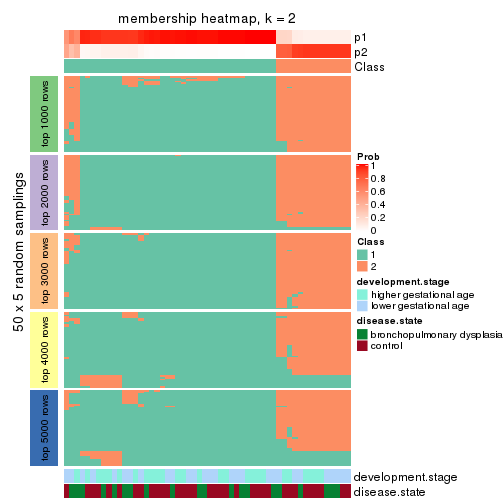 membership heatmap, k = 2
p1
p2
Class
50 x 5 random samplings
top 1000 rows
top 2000 rows
top 3000 rows
top 4000 rows
top 5000 rows
Prob
1
0.8
0.6
0.4
0.2
0
Class
1
2
development.stage
higher gestational age
lower gestational age
disease.state
bronchopulmonary dysplasia
control
development.stage
disease.state